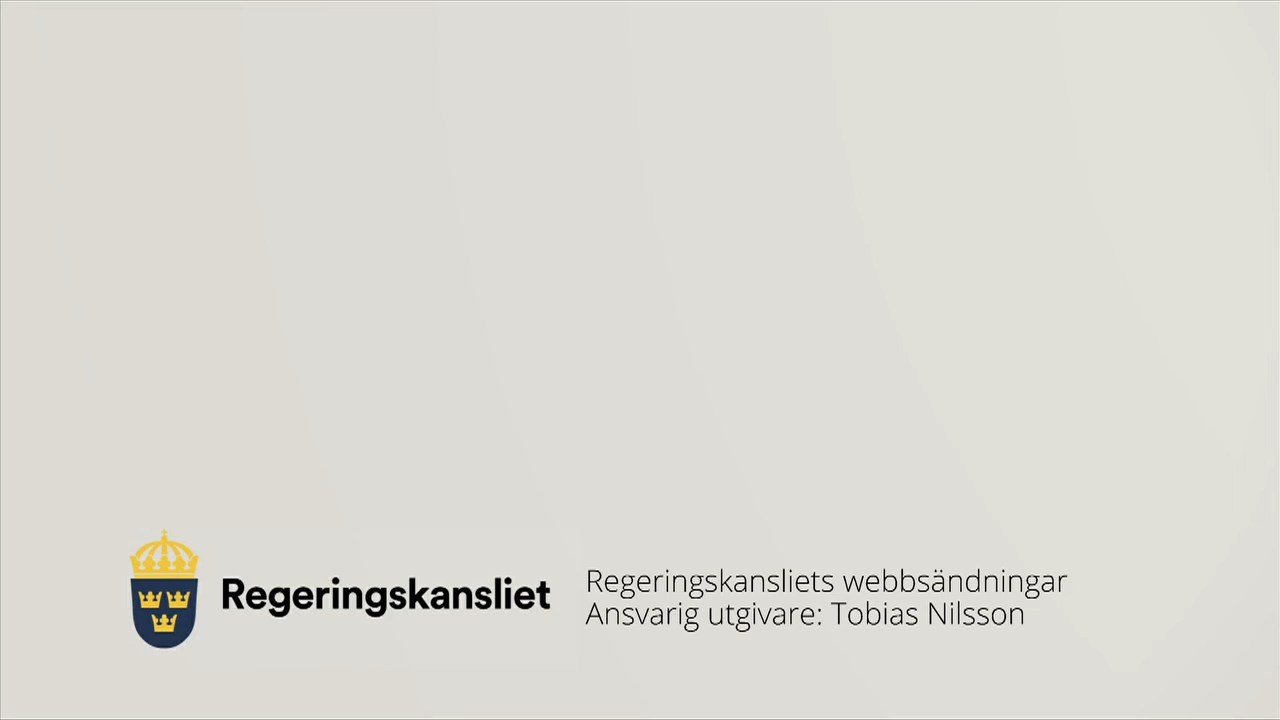 Regeringskansliet
Regeringskansliets webbsändningar
Ansvarig utgivare: Tobias Nilsson